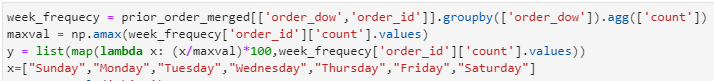 week_frequecy = prior_order_merged[['order_dow','order_id']].groupby(['order_dow']).agg(['count'])
maxval = np.amax(week_frequecy['order_id']['count'].values)
y = list(map(lambda x: (x/maxval)*100,week_frequecy['order_id']['count'].values))
x=["Sunday","Monday","Tuesday","Wednesday","Thursday","Friday","Saturday"]